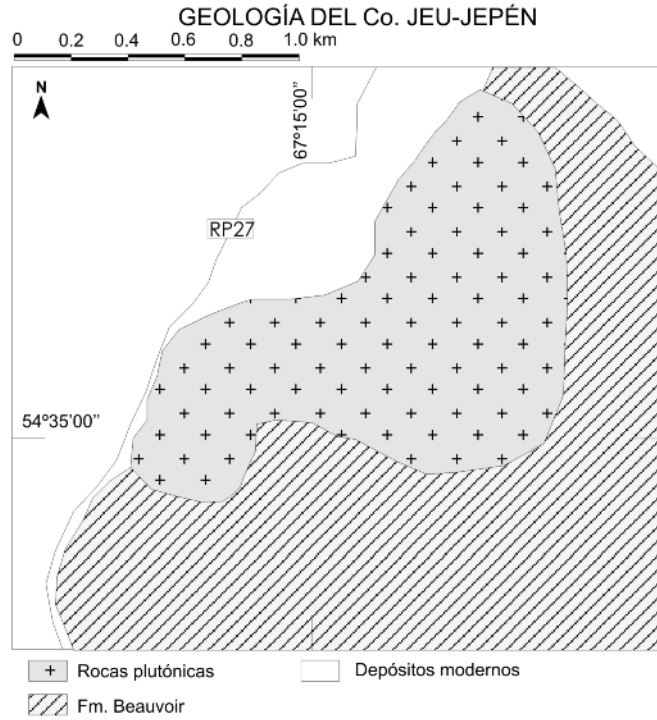 GEOLOGÍA DEL Co. JEU-JEPÉN
0 0.2 0.4 0.6 0.8 1.0 km
N
67º15'00''
RP27
54º35'00''
Rocas plutónicas
Depósitos modernos
Fm. Beauvoir